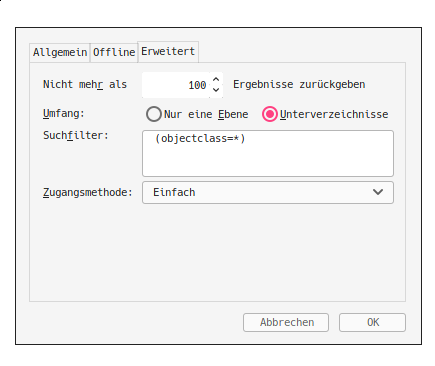 Allgemein Offline Erweitert
Nicht mehr als 100 Ergebnisse zurückgeben
Umfang: Nur eine Ebene Unterverzeichnisse
Suchfilter: (objectclass=*)
Zugangsmethode: Einfach
Abbrechen OK